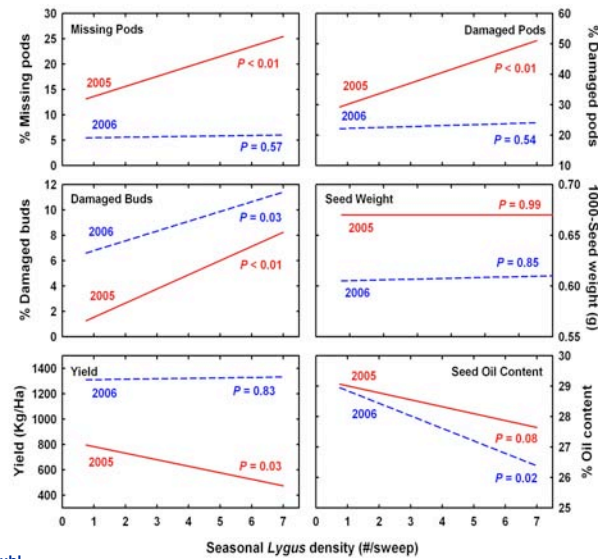 Missing Pods
2005
P < 0.01
2006
P = 0.57
% Missing pods
30
25
20
15
10
5
0
Damaged Pods
2005
P < 0.01
2006
P = 0.54
% Damaged pods
60
50
40
30
20
10
Damaged Buds
2006
P = 0.03
2005
P < 0.01
% Damaged buds
12
10
8
6
4
2
0
Seed Weight
P = 0.99
2005
P = 0.85
2006
1000-Seed weight (g)
0.70
0.65
0.60
0.55
Yield
2006
P = 0.83
2005
P = 0.03
Yield (Kg/Ha)
1400
1200
1000
800
600
400
0 1 2 3 4 5 6 7
Seed Oil Content
2005
2006
P = 0.08
P = 0.02
% Oil content
30
29
28
27
26
25
0 1 2 3 4 5 6 7
Seasonal Lygus density (#/sweep)